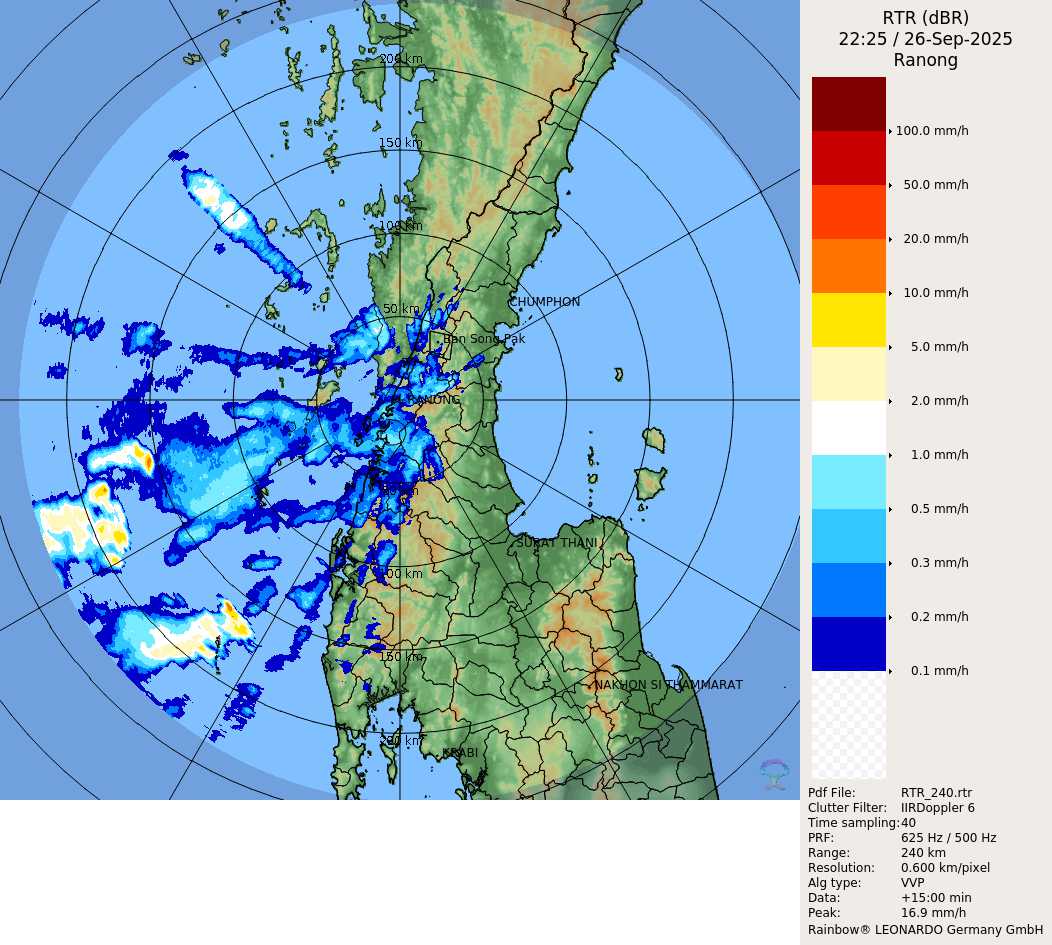 RTR (dBR)
22:25 / 26-Sep-2025
Ranong
200 km
150 km
100 km
50 km
CHUMPHON
Ban Song Pak
RANONG
SURAT THANI
100 km
150 km
NAKHON SI THAMMARAT
200 km
KRABI
100.0 mm/h
50.0 mm/h
20.0 mm/h
10.0 mm/h
5.0 mm/h
2.0 mm/h
1.0 mm/h
0.5 mm/h
0.3 mm/h
0.2 mm/h
0.1 mm/h
Pdf File: RTR_240.rtr
Clutter Filter: IIRDoppler 6
Time sampling: 40
PRF: 625 Hz / 500 Hz
Range: 240 km
Resolution: 0.600 km/pixel
Alg type: VVP
Data: +15:00 min
Peak: 16.9 mm/h
Rainbow® LEONARDO Germany GmbH